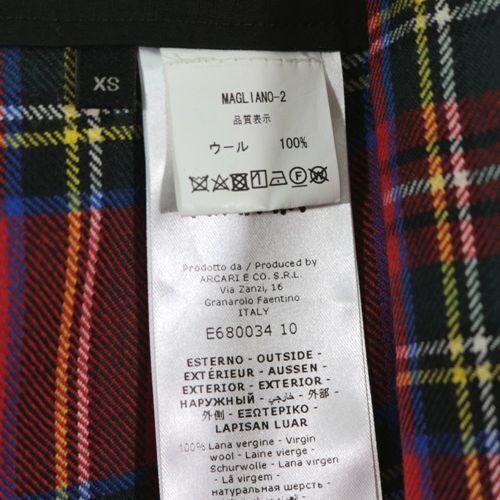 XS
MAGLIANO-2
品質表示
ウール 100%
Prodotto da / Produced by
ARCARI E CO. S.R.L.
Via Zanzi, 16
Granarolo Faentino
ITALY
E680034 10
ESTERNO - OUTSIDE -
EXTÉRIEUR - AUSSEN -
EXTERIOR - EXTERIOR -
НАРУЖНЫЙ - خارجي - 外部 -
外側 - ΕΞΩΤΕΡΙΚΟ -
LAPISAN LUAR
100% Lana vergine - Virgin
wool - Laine vierge -
Schurwolle - Lana virgen -
Lã virgem -
натуральная шерсть -